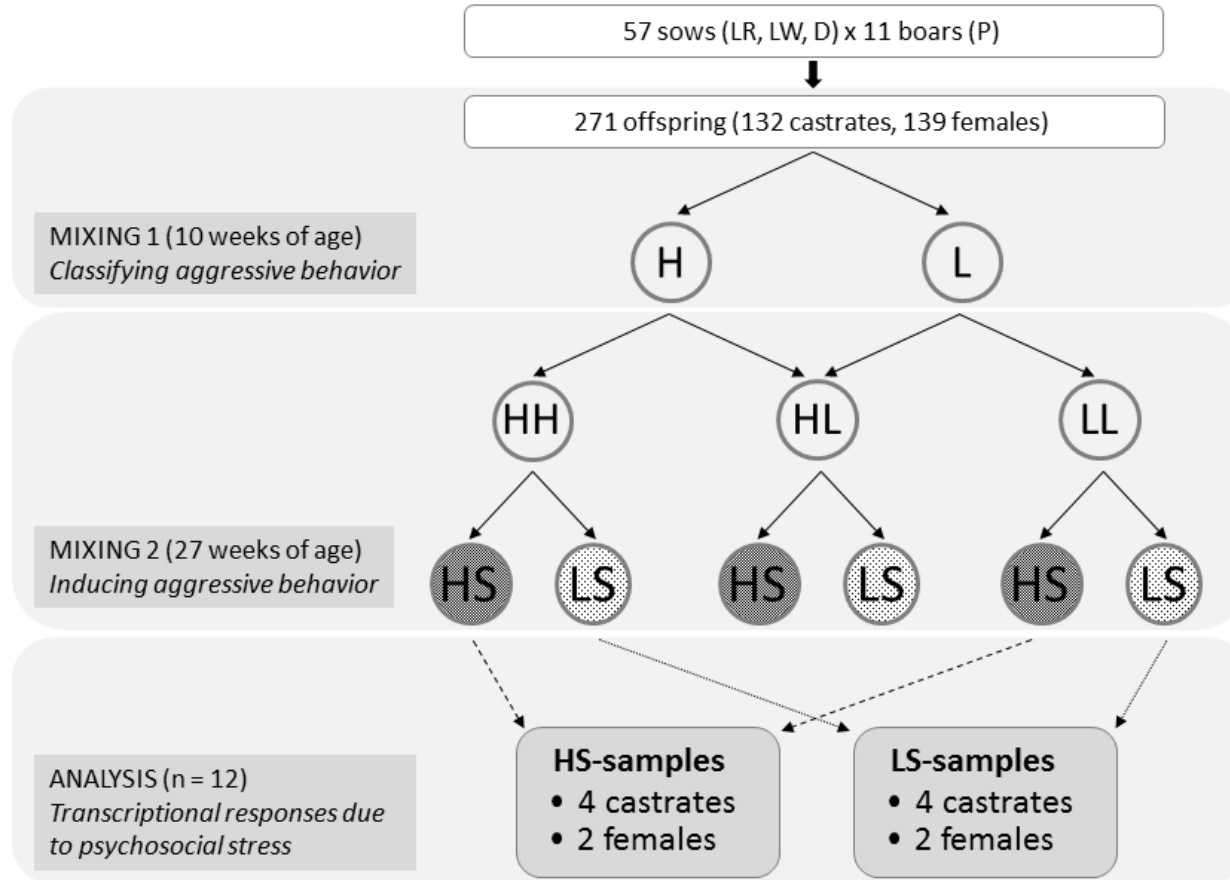 57 sows (LR, LW, D) x 11 boars (P)
271 offspring (132 castrates, 139 females)
MIXING 1 (10 weeks of age)
Classifying aggressive behavior
H
L
HH
HL
LL
MIXING 2 (27 weeks of age)
Inducing aggressive behavior
HS
LS
HS
LS
HS
LS
ANALYSIS (n = 12)
Transcriptional responses due
to psychosocial stress
HS-samples
• 4 castrates
• 2 females
LS-samples
• 4 castrates
• 2 females